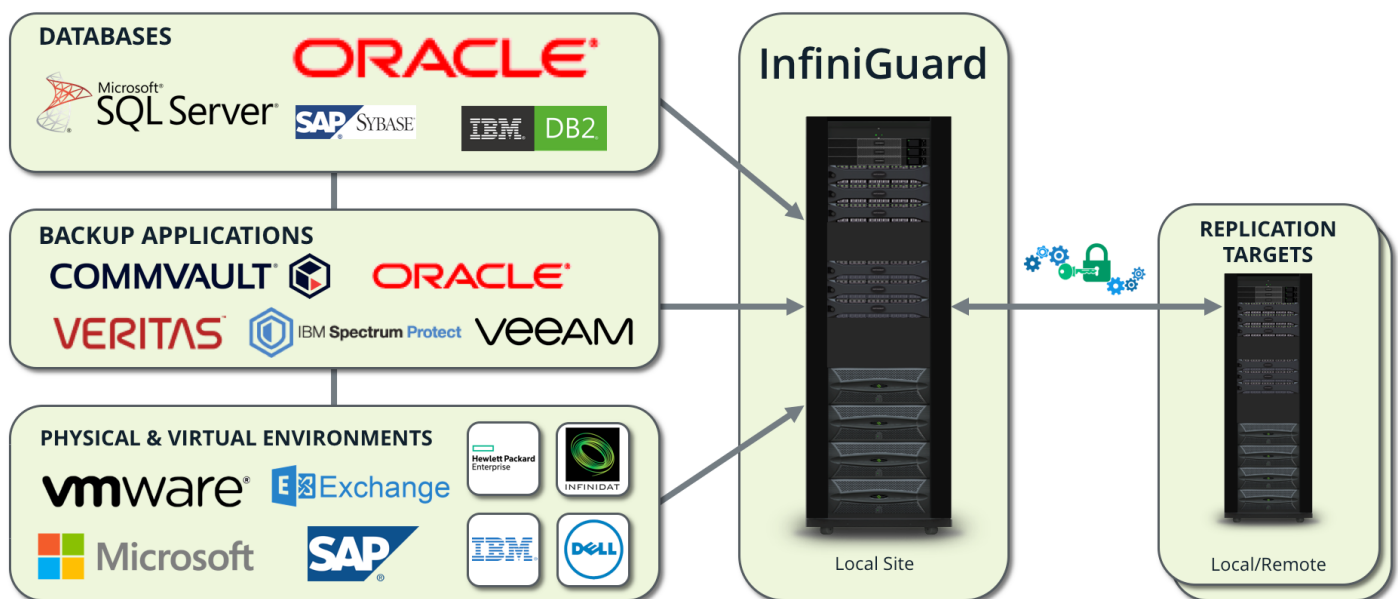 DATABASES
ORACLE®
Microsoft®
SQL Server®
SAP® SYBASE®
IBM® DB2®
BACKUP APPLICATIONS
COMMVAULT® ORACLE®
VERITAS™ IBM Spectrum Protect veeAM
PHYSICAL & VIRTUAL ENVIRONMENTS
Hewlett Packard
Enterprise
INFINIDAT
vmware® E Exchange
Microsoft SAP® IBM® DELL
InfiniGuard
Local Site
REPLICATION
TARGETS
Local/Remote